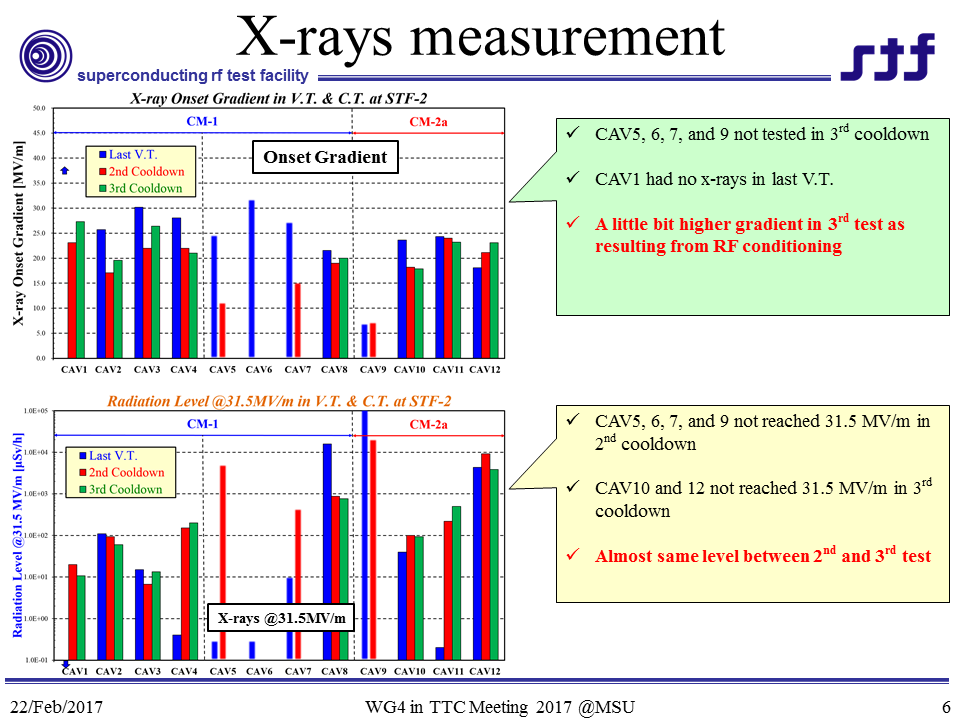 X-rays measurement
superconducting rf test facility
stf
X-ray Onset Gradient in V.T. & C.T. at STF-2
X-ray Onset Gradient [MV/m]
50.0
45.0
40.0
35.0
30.0
25.0
20.0
15.0
10.0
5.0
0.0
CM-1
CM-2a
Last V.T.
2nd Cooldown
3rd Cooldown
Onset Gradient
CAV1 CAV2 CAV3 CAV4 CAV5 CAV6 CAV7 CAV8 CAV9 CAV10 CAV11 CAV12
✓ CAV5, 6, 7, and 9 not tested in 3rd cooldown
✓ CAV1 had no x-rays in last V.T.
✓ A little bit higher gradient in 3rd test as
resulting from RF conditioning
Radiation Level @31.5MV/m in V.T. & C.T. at STF-2
Radiation Level @31.5 MV/m [µSv/h]
1.0E+05
1.0E+04
1.0E+03
1.0E+02
1.0E+01
1.0E+00
1.0E-01
CM-1
CM-2a
Last V.T.
2nd Cooldown
3rd Cooldown
X-rays @31.5MV/m
CAV1 CAV2 CAV3 CAV4 CAV5 CAV6 CAV7 CAV8 CAV9 CAV10 CAV11 CAV12
✓ CAV5, 6, 7, and 9 not reached 31.5 MV/m in
2nd cooldown
✓ CAV10 and 12 not reached 31.5 MV/m in 3rd
cooldown
✓ Almost same level between 2nd and 3rd test
22/Feb/2017
WG4 in TTC Meeting 2017 @MSU
6